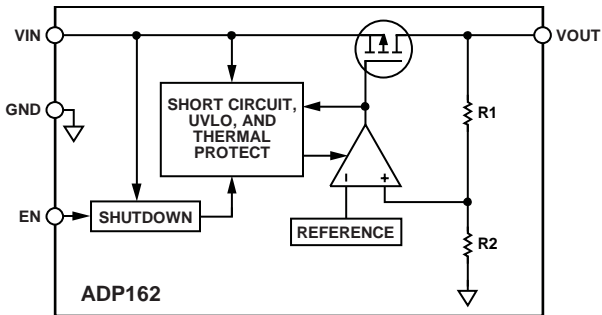 VIN
VOUT
GND
SHORT CIRCUIT,
UVLO, AND
THERMAL
PROTECT
R1
EN
SHUTDOWN
– +
REFERENCE
R2
ADP162